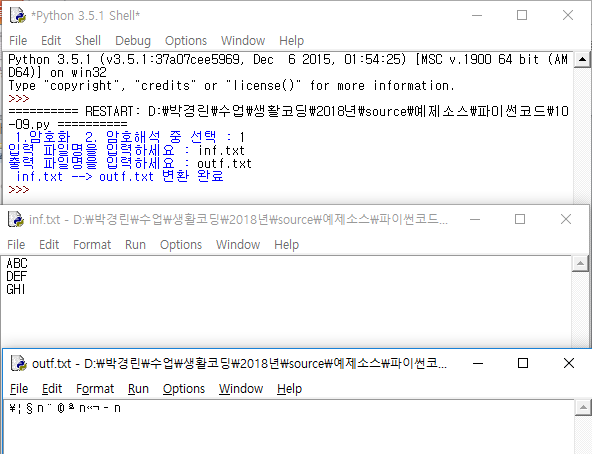 *Python 3.5.1 Shell*
File Edit Shell Debug Options Window Help
Python 3.5.1 (v3.5.1:37a07cee5969, Dec  6 2015, 01:54:25) [MSC v.1900 64 bit (AM
D64)] on win32
Type "copyright", "credits" or "license()" for more information.
>>>
========== RESTART: D:\박경린\수업\생활코딩\2018년\source\예제소스\파이썬코드\10
-09.py ==========
1.암호화  2. 암호해석 중 선택 : 1
입력 파일명을 입력하세요 : inf.txt
출력 파일명을 입력하세요 : outf.txt
inf.txt --> outf.txt 변환 완료
>>>
inf.txt - D:\박경린\수업\생활코딩\2018년\source\예제소스\파이썬코드...
File Edit Format Run Options Window Help
ABC
DEF
GHI
outf.txt - D:\박경린\수업\생활코딩\2018년\source\예제소스\파이썬코...
File Edit Format Run Options Window Help
¥¦§n¨©ªn«¬-n